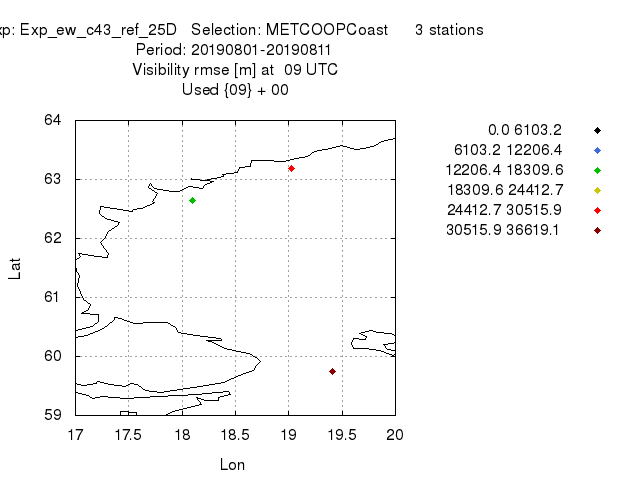 xp: Exp_ew_c43_ref_25D Selection: METCOOPCoast 3 stations
Period: 20190801-20190811
Visibility rmse [m] at 09 UTC
Used {09} + 00
0.0 6103.2
6103.2 12206.4
12206.4 18309.6
18309.6 24412.7
24412.7 30515.9
30515.9 36619.1
64
63
62
61
60
59
Lat
17 17.5 18 18.5 19 19.5 20
Lon